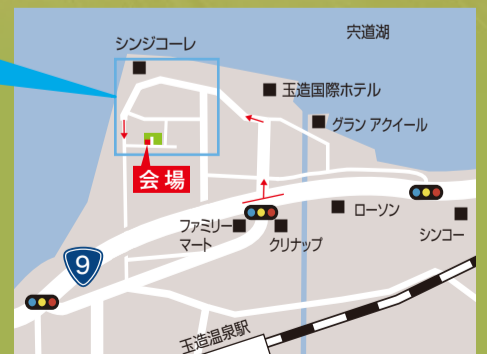 宍道湖
シンジコーレ
玉造国際ホテル
グラン アクイール
会場
ローソン
ファミリー
マート
クリナップ
シンコー
9
玉造温泉駅